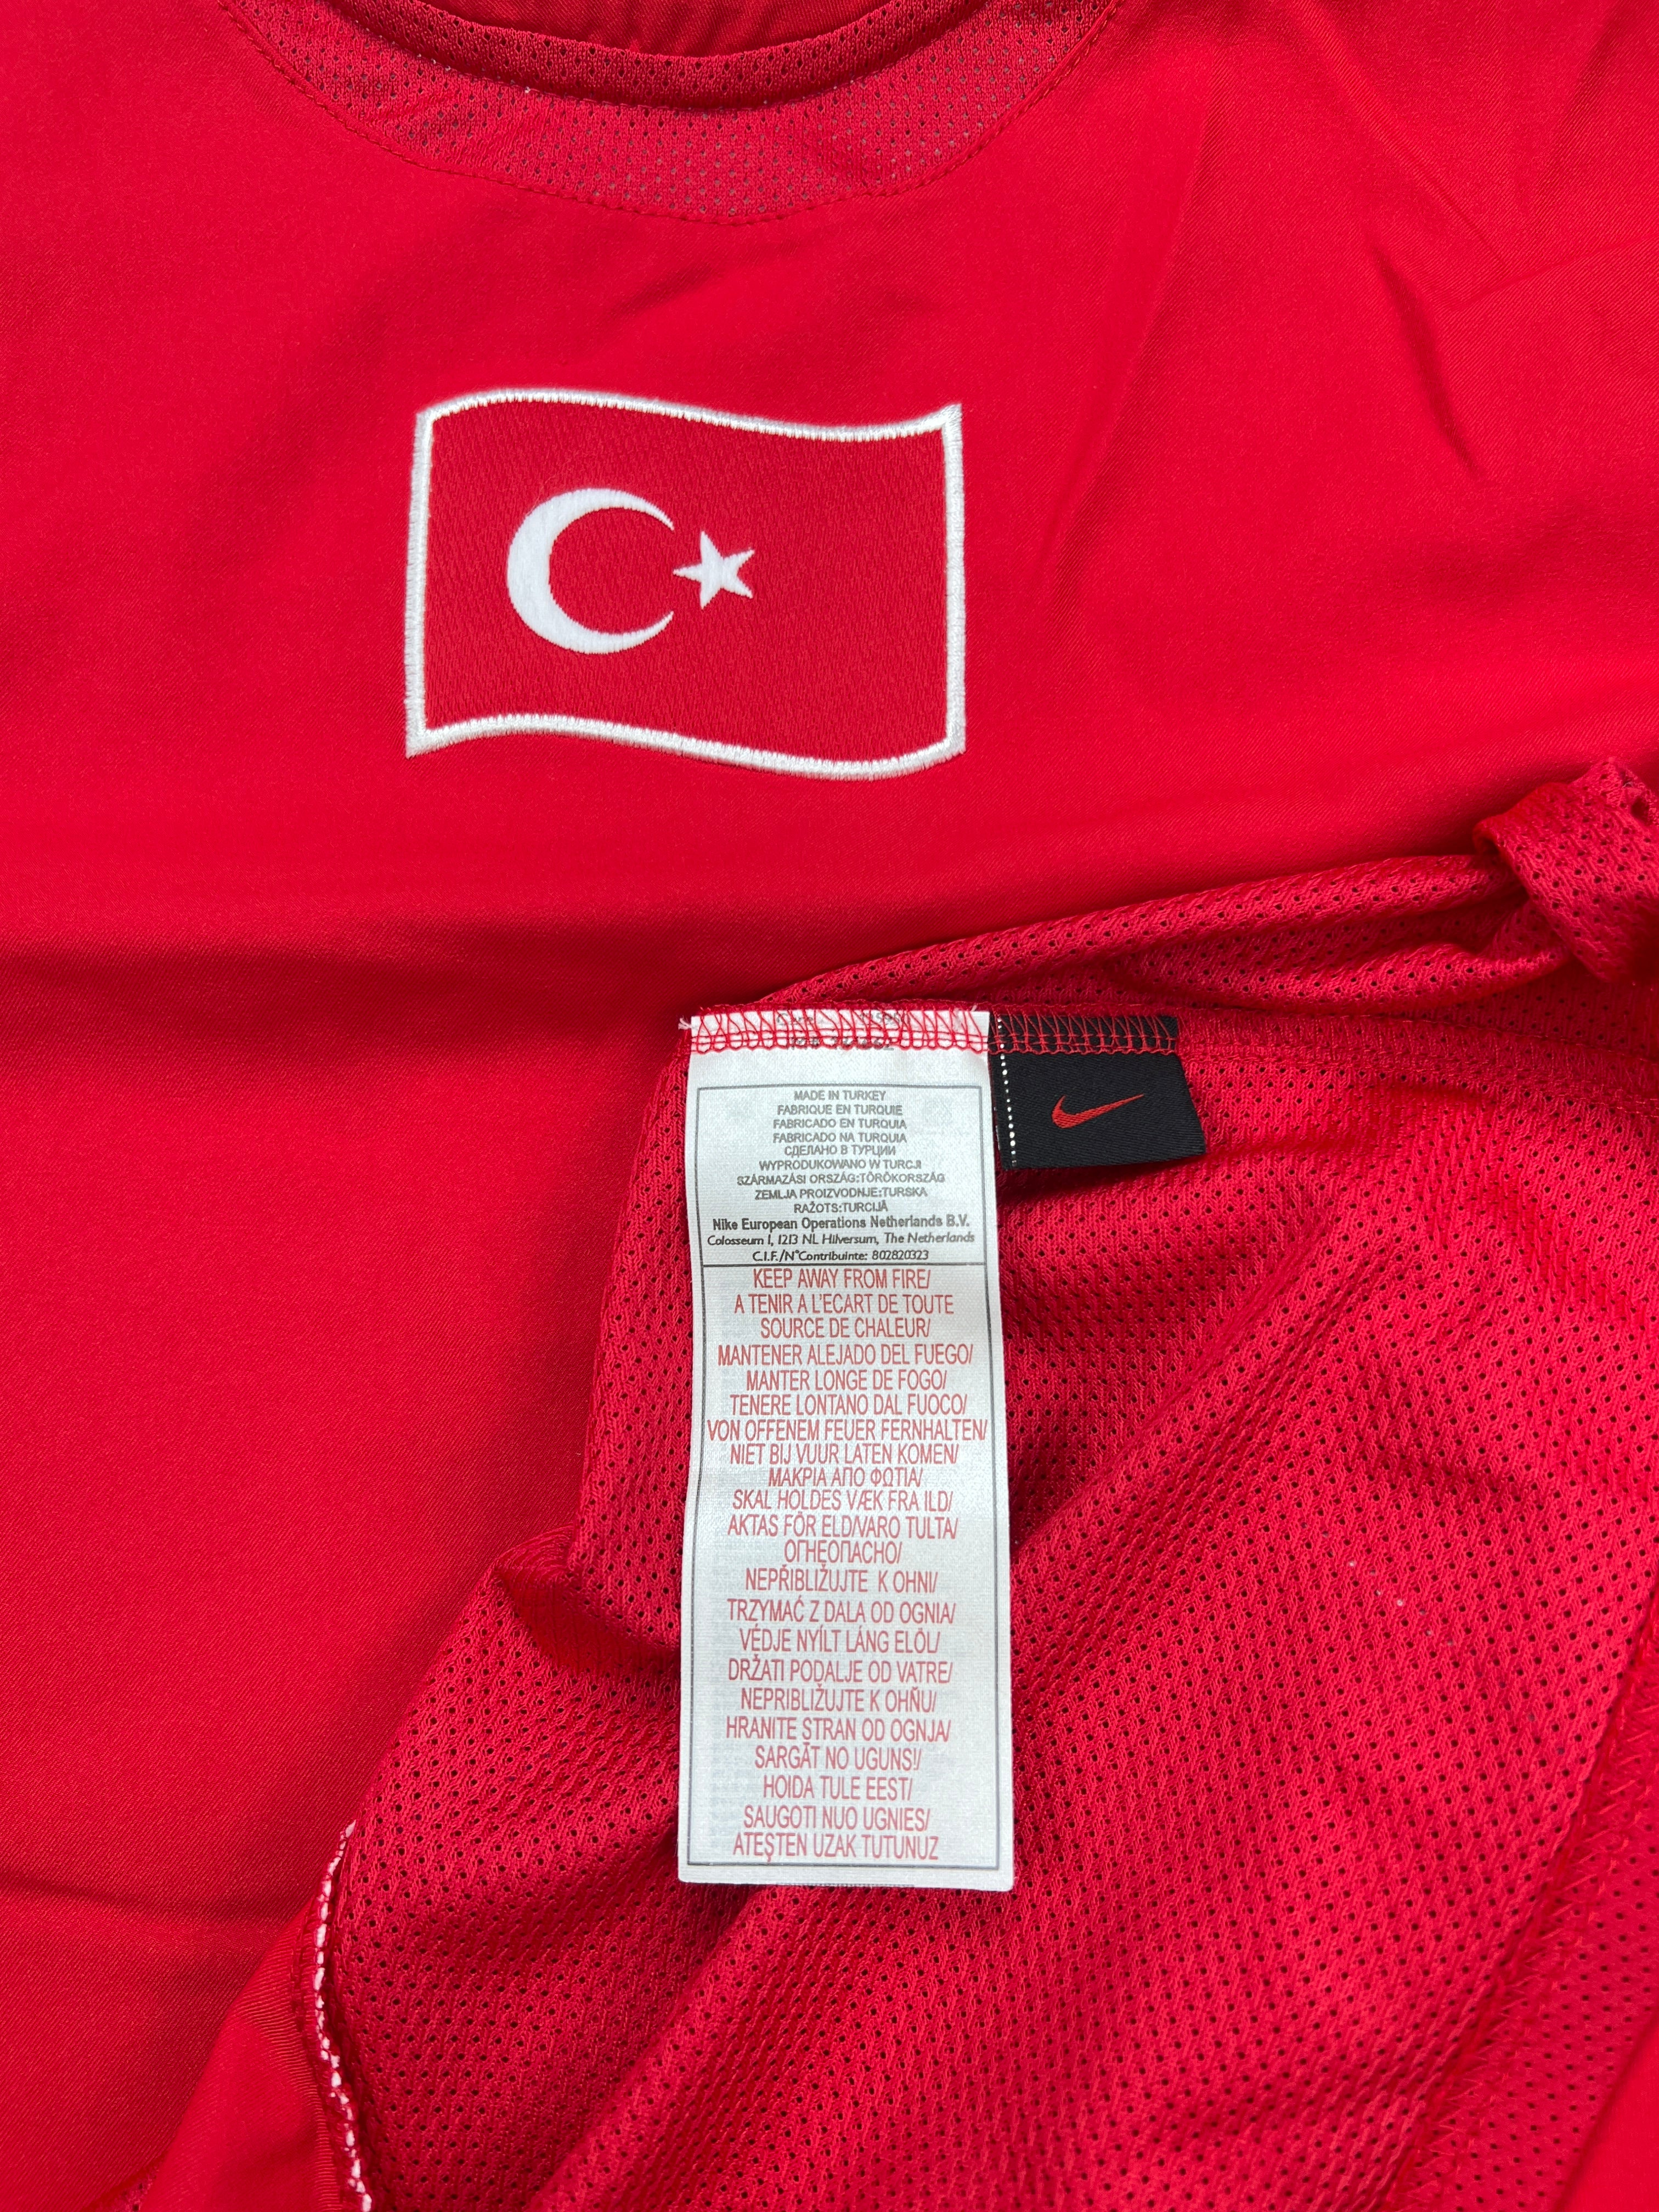 MADE IN TURKEY
FABRIQUE EN TURQUIE
FABRICADO EN TURQUIA
FABRICADO NA TURQUIA
СДЕЛАНО В ТУРЦИИ
WYPRODUKOWANO W TURCJI
SZÁRMAZÁSI ORSZÁG:TÖRÖKORSZÁG
ZEMLJA PROIZVODNJE:TURSKA
RAŽOTS:TURCIJĀ
Nike European Operations Netherlands B.V.
Colosseum 1, 1213 NL Hilversum, The Netherlands
C.I.F./N°Contribuinte: 802820323
KEEP AWAY FROM FIRE/
A TENIR A L'ECART DE TOUTE
SOURCE DE CHALEUR/
MANTENER ALEJADO DEL FUEGO/
MANTER LONGE DE FOGO/
TENERE LONTANO DAL FUOCO/
VON OFFENEM FEUER FERNHALTEN/
NIET BIJ VUUR LATEN KOMEN/
ΜΑΚΡΙΑ ΑΠΟ ΦΩΤΙΑ/
SKAL HOLDES VÆK FRA ILD/
AKTAS FÖR ELD/VARO TULTA/
ОГНЕОПАСНО/
NEPŘIBLIŽUJTE K OHNI/
TRZYMAĆ Z DALA OD OGNIA/
VÉDJE NYÍLT LÁNG ELÖL/
DRŽATI PODALJE OD VATRE/
NEPRIBLIŽUJTE K OHŇU/
HRANITE STRAN OD OGNJA/
SARGĀT NO UGUNS!/
HOIDA TULE EEST/
SAUGOTI NUO UGNIES/
ATEŞTEN UZAK TUTUNUZ